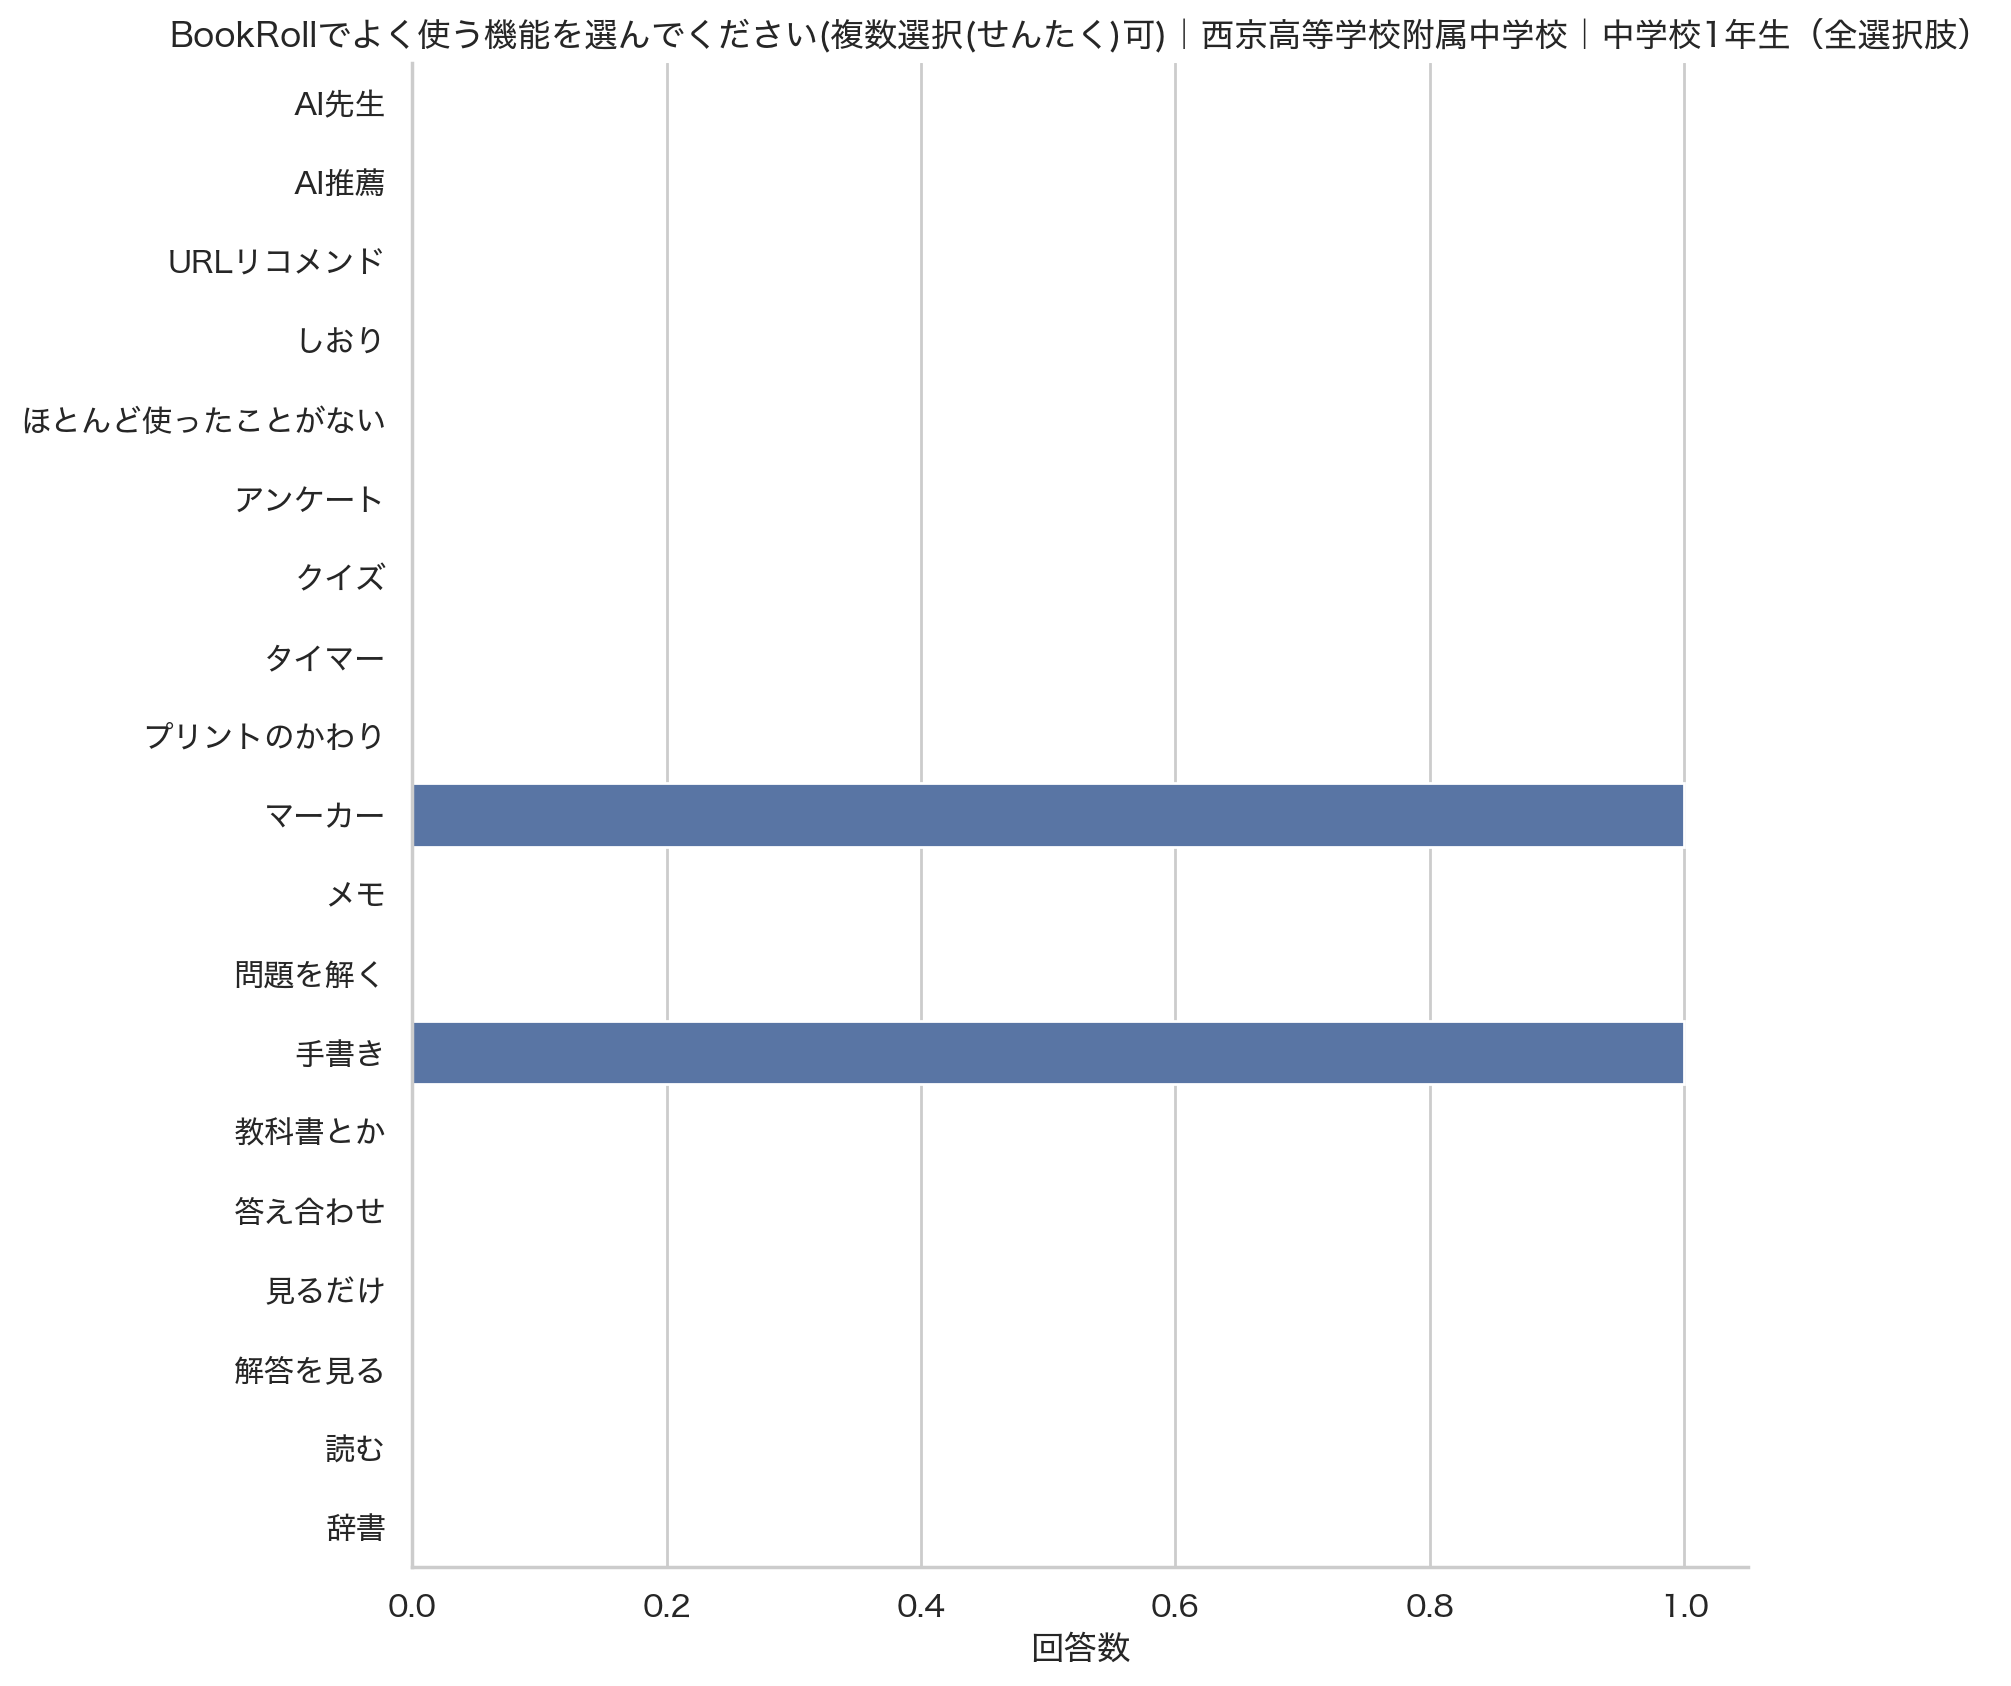 BookRollでよく使う機能を選んでください(複数選択(せんたく)可)｜西京高等学校附属中学校｜中学校1年生（全選択肢）
AI先生
AI推薦
URLリコメンド
しおり
ほとんど使ったことがない
アンケート
クイズ
タイマー
プリントのかわり
マーカー
メモ
問題を解く
手書き
教科書とか
答え合わせ
見るだけ
解答を見る
読む
辞書
0.0 0.2 0.4 0.6 0.8 1.0
回答数